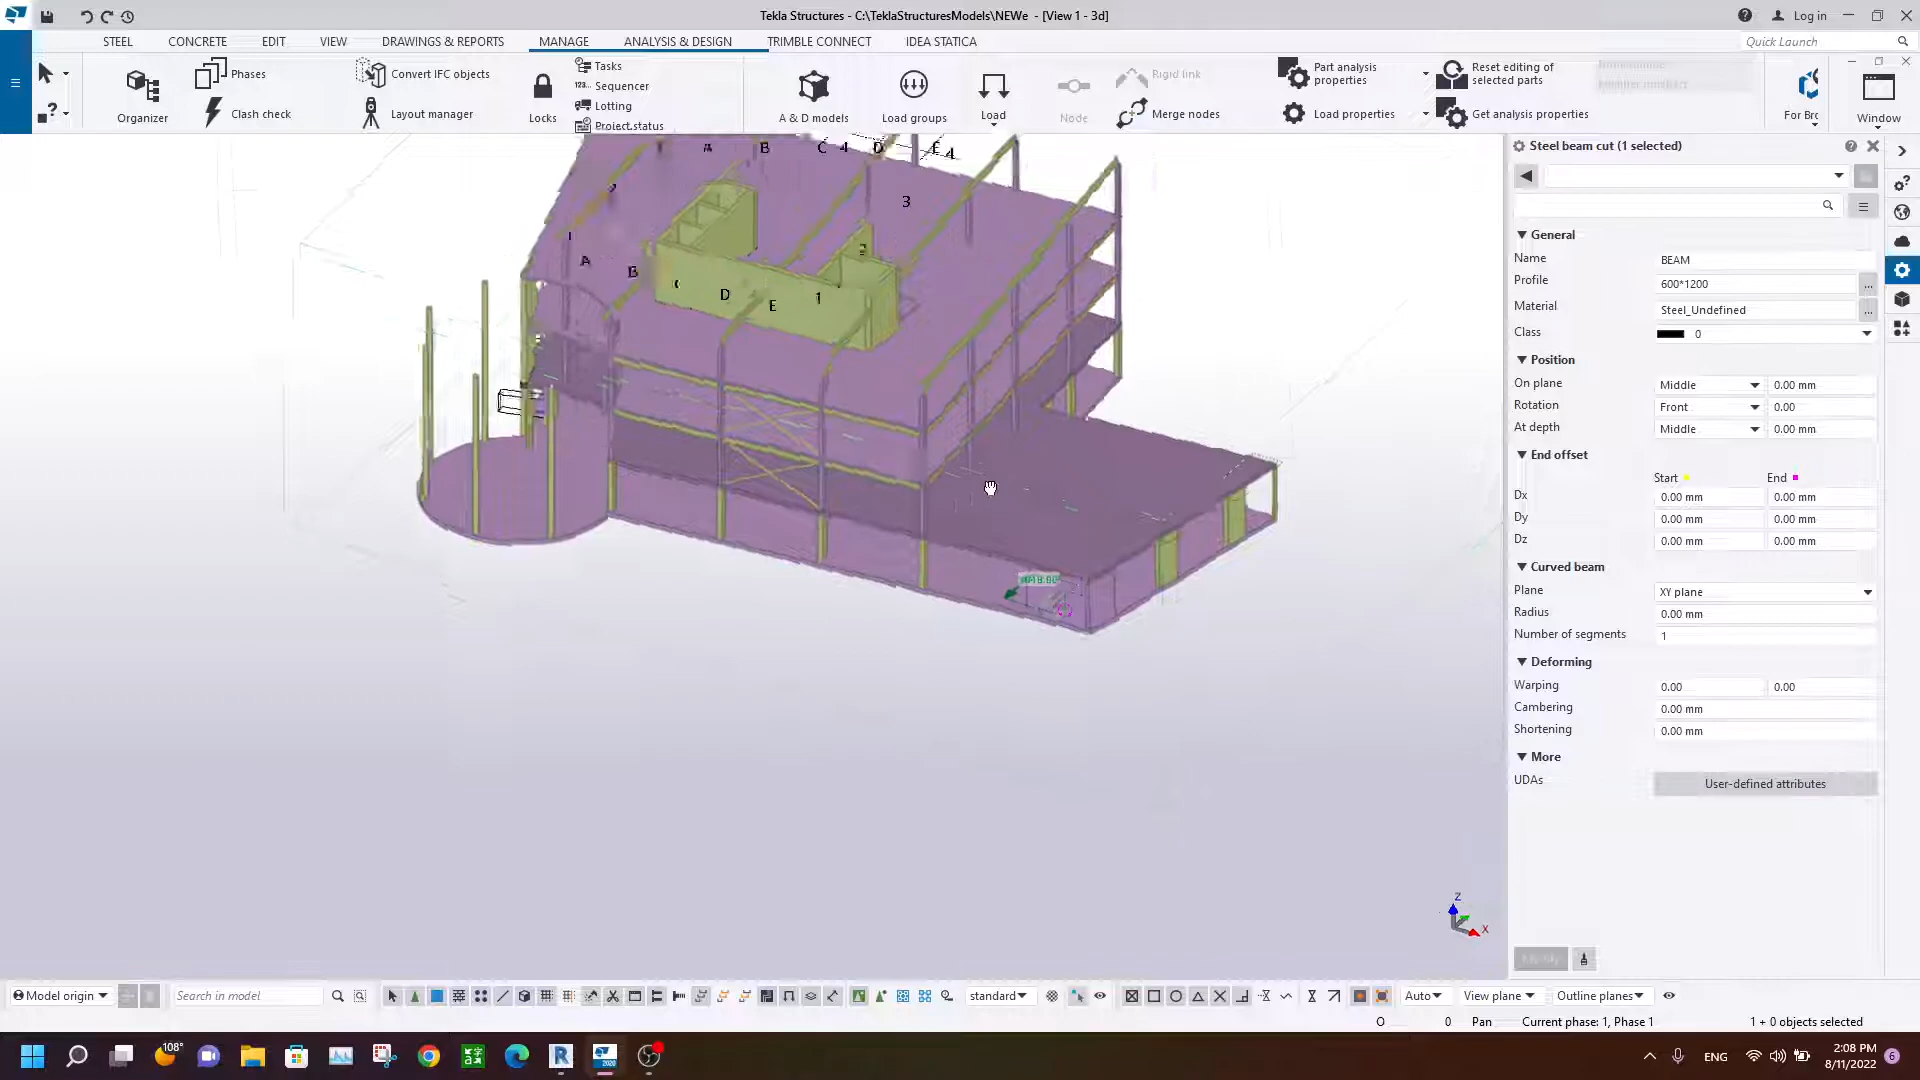 Tekla Structures - C:\TeklaStructuresModels\NEWe - [View 1 - 3d]
Log in
STEEL CONCRETE EDIT VIEW DRAWINGS & REPORTS MANAGE ANALYSIS & DESIGN TRIMBLE CONNECT IDEA STATICA
Quick Launch
Organizer
Phases
Clash check
Convert IFC objects
Layout manager
Locks
Tasks
Sequencer
Lotting
Project status
A & D models
Load groups
Load
Node
Rigid link
Merge nodes
Part analysis properties
Load properties
Reset editing of selected parts
Get analysis properties
For Brc
Window
A B C 4 D E 4
3
A B D E 1
Steel beam cut (1 selected)
General
Name BEAM
Profile 600*1200 ...
Material Steel_Undefined ...
Class 0
Position
On plane Middle 0.00 mm
Rotation Front 0.00
At depth Middle 0.00 mm
End offset
Start End
Dx 0.00 mm 0.00 mm
Dy 0.00 mm 0.00 mm
Dz 0.00 mm 0.00 mm
Curved beam
Plane XY plane
Radius 0.00 mm
Number of segments 1
Deforming
Warping 0.00 0.00
Cambering 0.00 mm
Shortening 0.00 mm
More
UDAs User-defined attributes
Modify
Z
X
Model origin
Search in model
standard
Auto
View plane
Outline planes
O 0 Pan Current phase: 1, Phase 1 1 + 0 objects selected
108°
2020
ENG
2:08 PM
8/11/2022
6